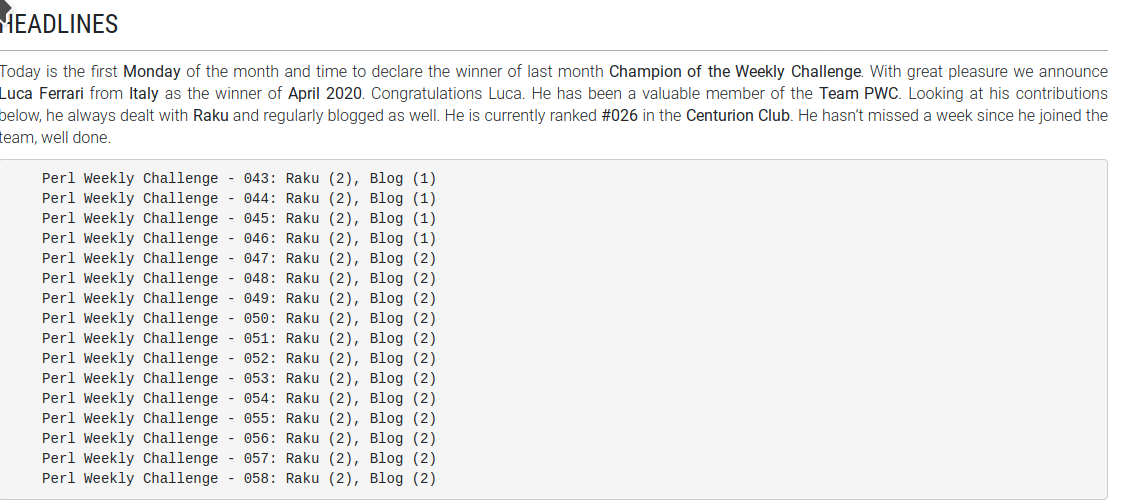 HEADLINES
Today is the first Monday of the month and time to declare the winner of last month Champion of the Weekly Challenge. With great pleasure we announce
Luca Ferrari from Italy as the winner of April 2020. Congratulations Luca. He has been a valuable member of the Team PWC. Looking at his contributions
below, he always dealt with Raku and regularly blogged as well. He is currently ranked #026 in the Centurion Club. He hasn't missed a week since he joined the
team, well done.
Perl Weekly Challenge - 043: Raku (2), Blog (1)
Perl Weekly Challenge - 044: Raku (2), Blog (1)
Perl Weekly Challenge - 045: Raku (2), Blog (1)
Perl Weekly Challenge - 046: Raku (2), Blog (1)
Perl Weekly Challenge - 047: Raku (2), Blog (2)
Perl Weekly Challenge - 048: Raku (2), Blog (2)
Perl Weekly Challenge - 049: Raku (2), Blog (2)
Perl Weekly Challenge - 050: Raku (2), Blog (2)
Perl Weekly Challenge - 051: Raku (2), Blog (2)
Perl Weekly Challenge - 052: Raku (2), Blog (2)
Perl Weekly Challenge - 053: Raku (2), Blog (2)
Perl Weekly Challenge - 054: Raku (2), Blog (2)
Perl Weekly Challenge - 055: Raku (2), Blog (2)
Perl Weekly Challenge - 056: Raku (2), Blog (2)
Perl Weekly Challenge - 057: Raku (2), Blog (2)
Perl Weekly Challenge - 058: Raku (2), Blog (2)